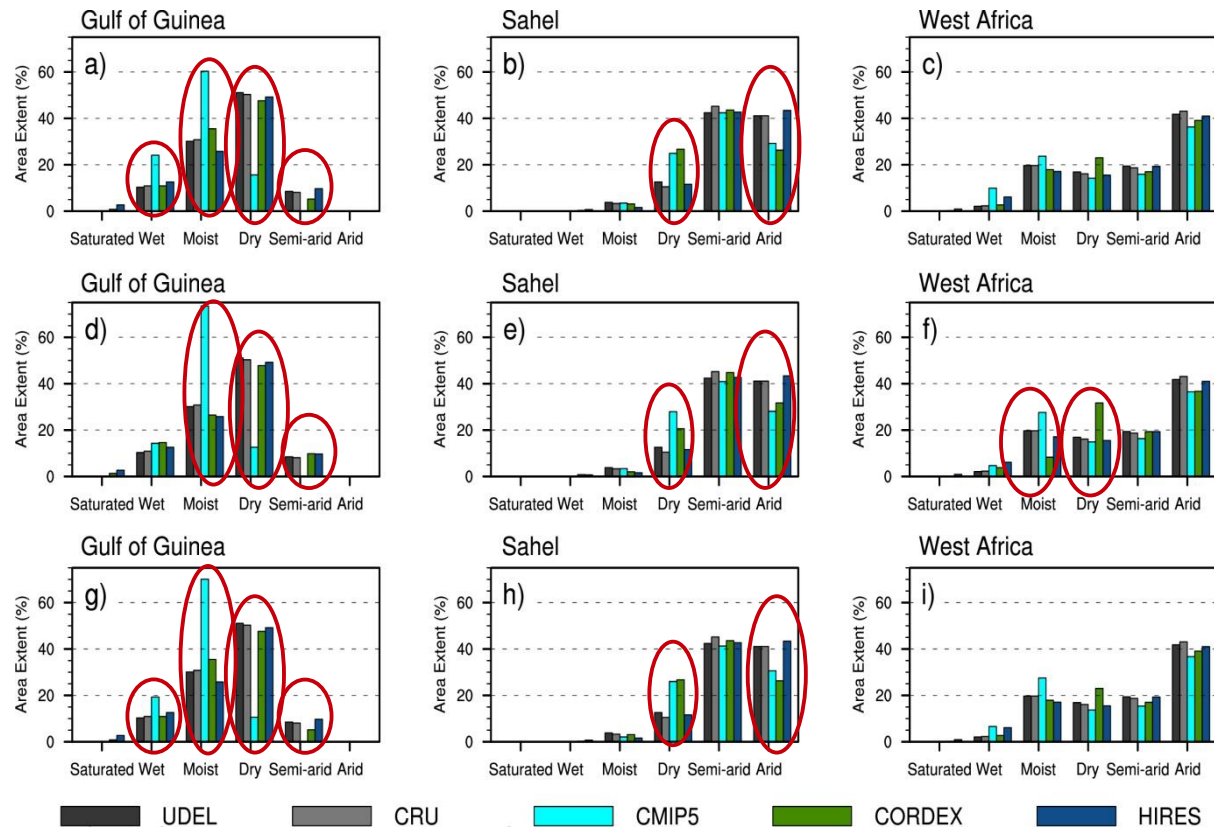 Gulf of Guinea
Sahel
West Africa
a)
b)
c)
Area Extent (%)
60
40
20
0
Saturated Wet Moist Dry Semi-arid Arid
Area Extent (%)
60
40
20
0
Saturated Wet Moist Dry Semi-arid Arid
Area Extent (%)
60
40
20
0
Saturated Wet Moist Dry Semi-arid Arid
Gulf of Guinea
Sahel
West Africa
d)
e)
f)
Area Extent (%)
60
40
20
0
Saturated Wet Moist Dry Semi-arid Arid
Area Extent (%)
60
40
20
0
Saturated Wet Moist Dry Semi-arid Arid
Area Extent (%)
60
40
20
0
Saturated Wet Moist Dry Semi-arid Arid
Gulf of Guinea
Sahel
West Africa
g)
h)
i)
Area Extent (%)
60
40
20
0
Saturated Wet Moist Dry Semi-arid Arid
Area Extent (%)
60
40
20
0
Saturated Wet Moist Dry Semi-arid Arid
Area Extent (%)
60
40
20
0
Saturated Wet Moist Dry Semi-arid Arid
UDEL CRU CMIP5 CORDEX HIRES